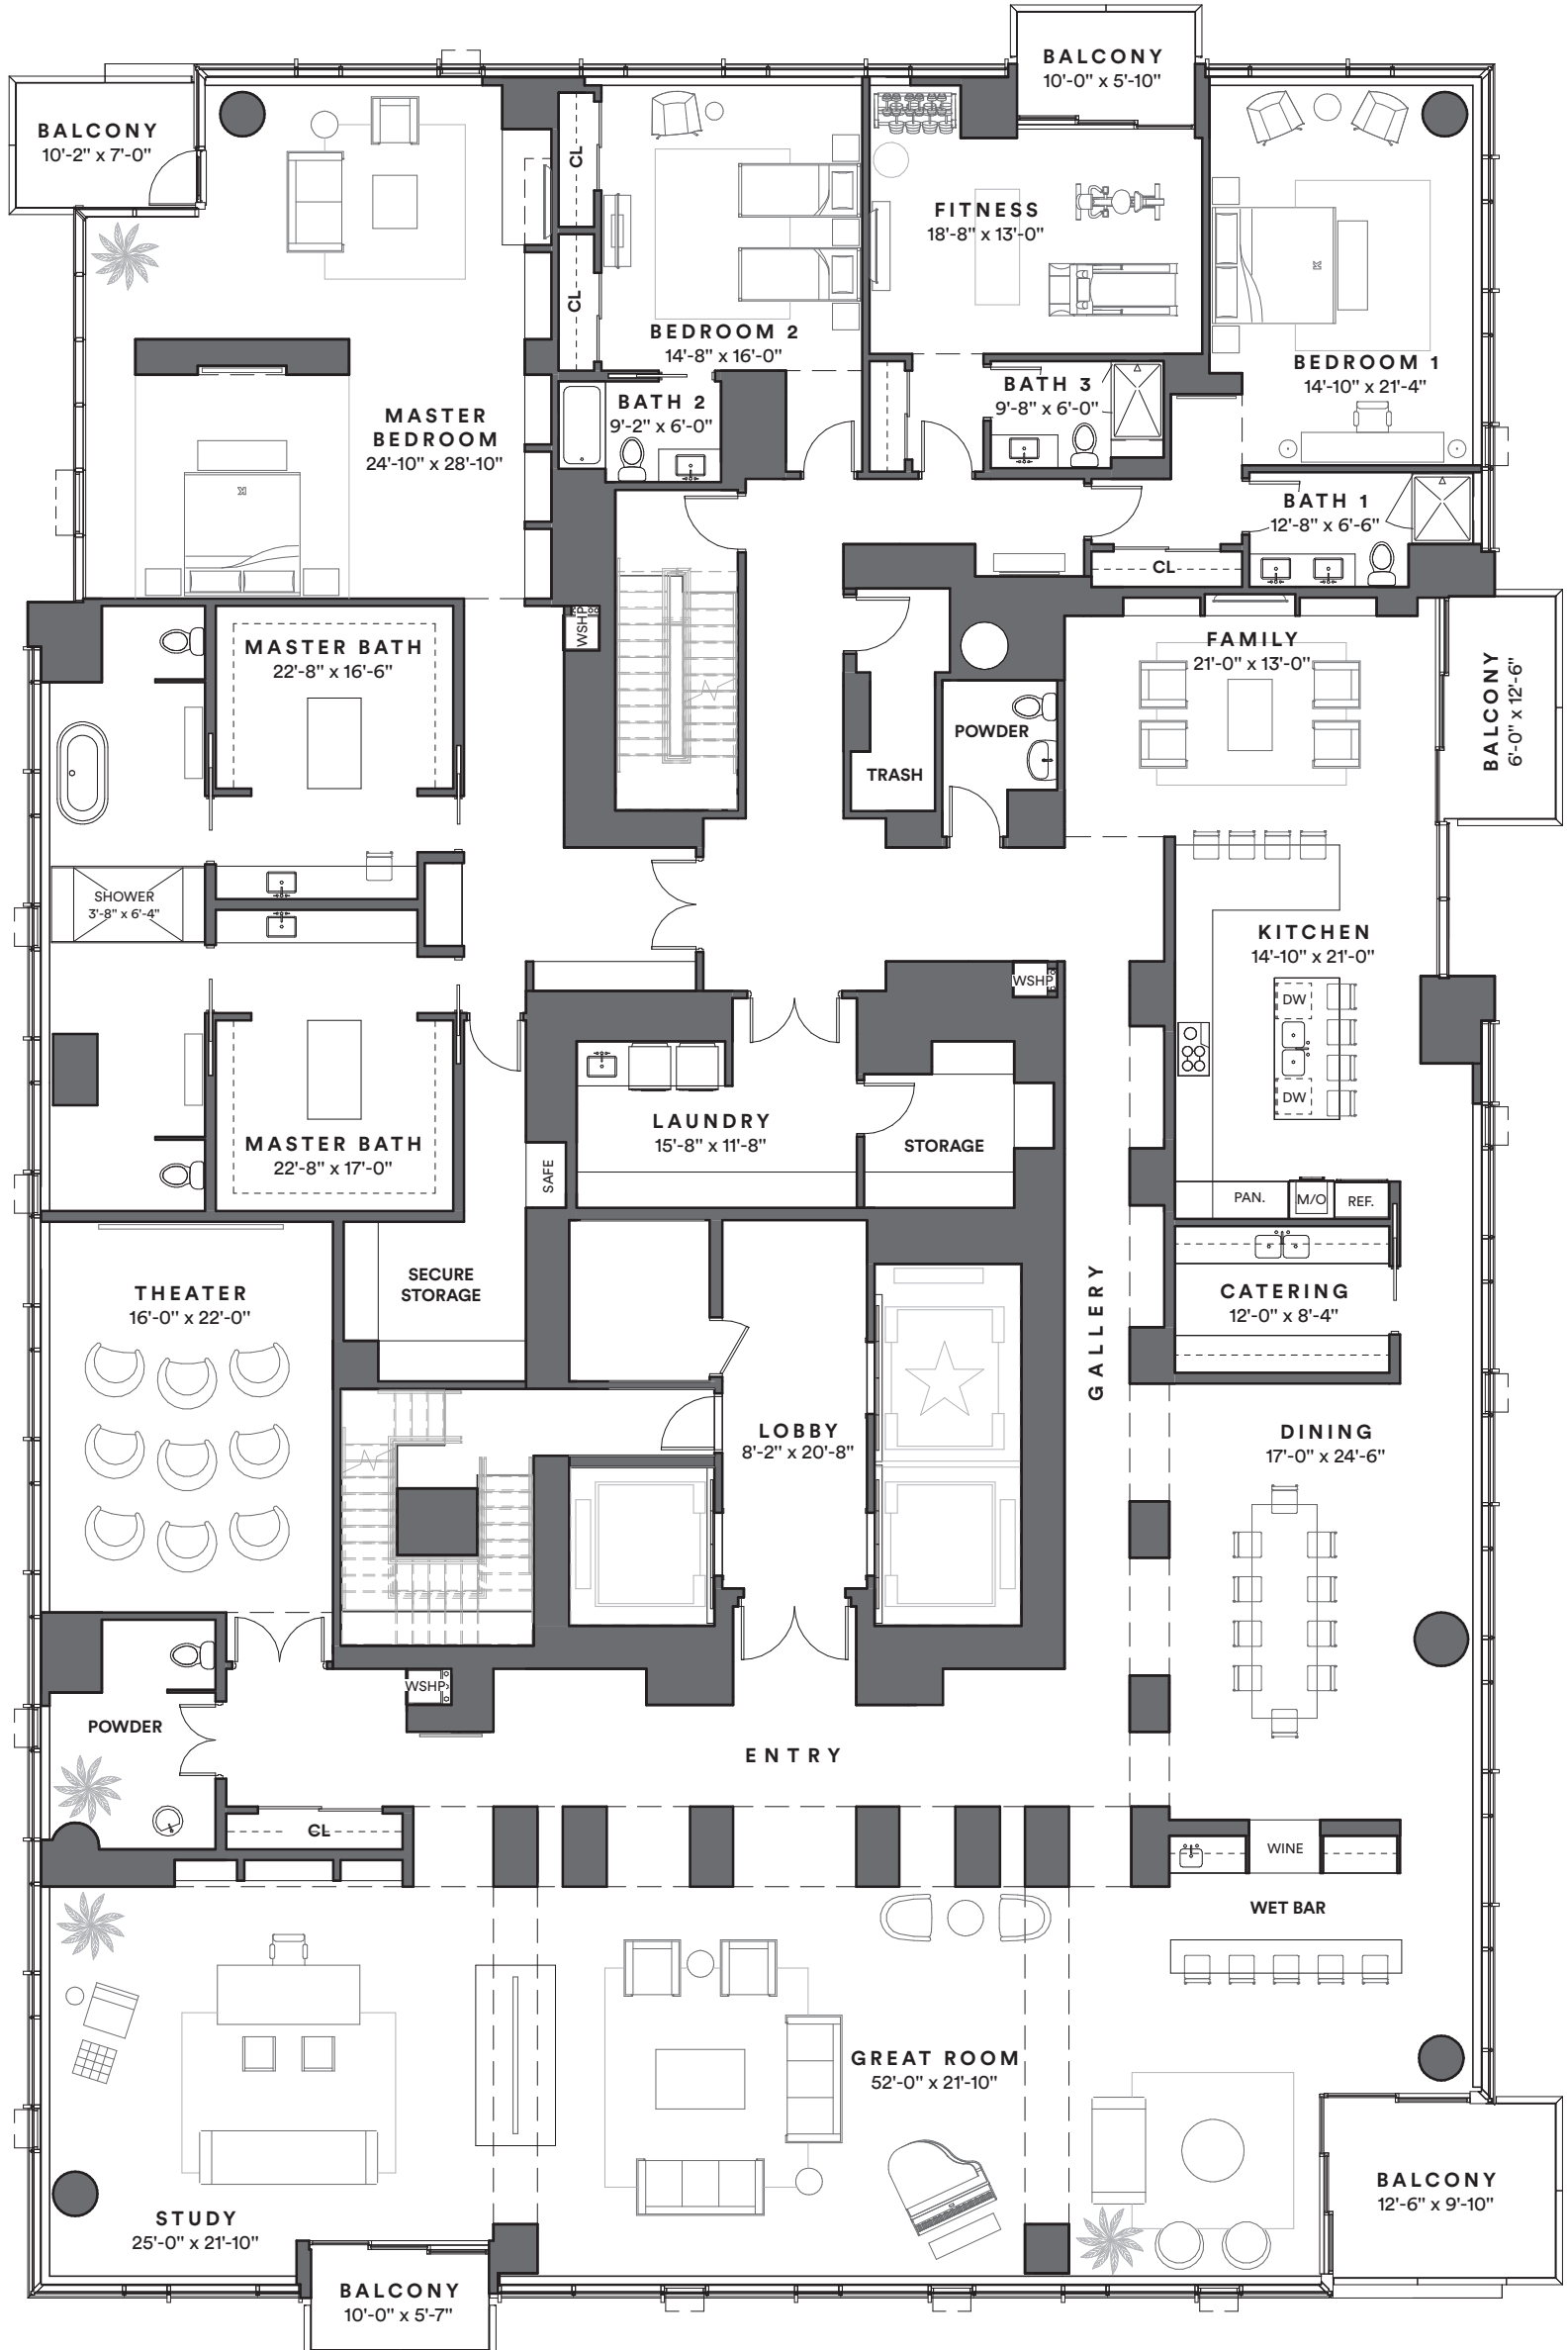 BALCONY
10'-0" x 5'-10"
BALCONY
10'-2" x 7'-0"
CL
CL
FITNESS
18'-8" x 13'-0"
BEDROOM 2
14'-8" x 16'-0"
BEDROOM 1
14'-10" x 21'-4"
MASTER
BEDROOM
24'-10" x 28'-10"
BATH 2
9'-2" x 6'-0"
BATH 3
9'-8" x 6'-0"
BATH 1
12'-8" x 6'-6"
CL
WSHP
MASTER BATH
22'-8" x 16'-6"
FAMILY
21'-0" x 13'-0"
BALCONY
6'-0" x 12'-6"
POWDER
TRASH
SHOWER
3'-8" x 6'-4"
KITCHEN
14'-10" x 21'-0"
WSHP
DW
DW
LAUNDRY
15'-8" x 11'-8"
STORAGE
MASTER BATH
22'-8" x 17'-0"
SAFE
PAN.
M/O
REF.
SECURE
STORAGE
THEATER
16'-0" x 22'-0"
GALLERY
CATERING
12'-0" x 8'-4"
LOBBY
8'-2" x 20'-8"
DINING
17'-0" x 24'-6"
WSHP
POWDER
ENTRY
CL
WINE
WET BAR
GREAT ROOM
52'-0" x 21'-10"
BALCONY
12'-6" x 9'-10"
STUDY
25'-0" x 21'-10"
BALCONY
10'-0" x 5'-7"